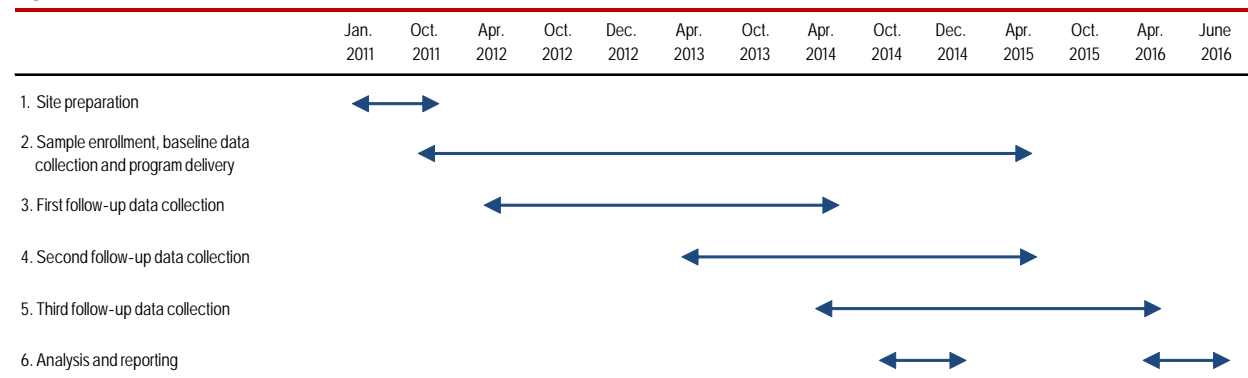 Jan. Oct. Apr. Oct. Dec. Apr. Oct. Apr. Oct. Dec. Apr. Oct. Apr. June
2011 2011 2012 2012 2012 2013 2013 2014 2014 2014 2015 2015 2016 2016
1. Site preparation
2. Sample enrollment, baseline data
collection and program delivery
3. First follow-up data collection
4. Second follow-up data collection
5. Third follow-up data collection
6. Analysis and reporting